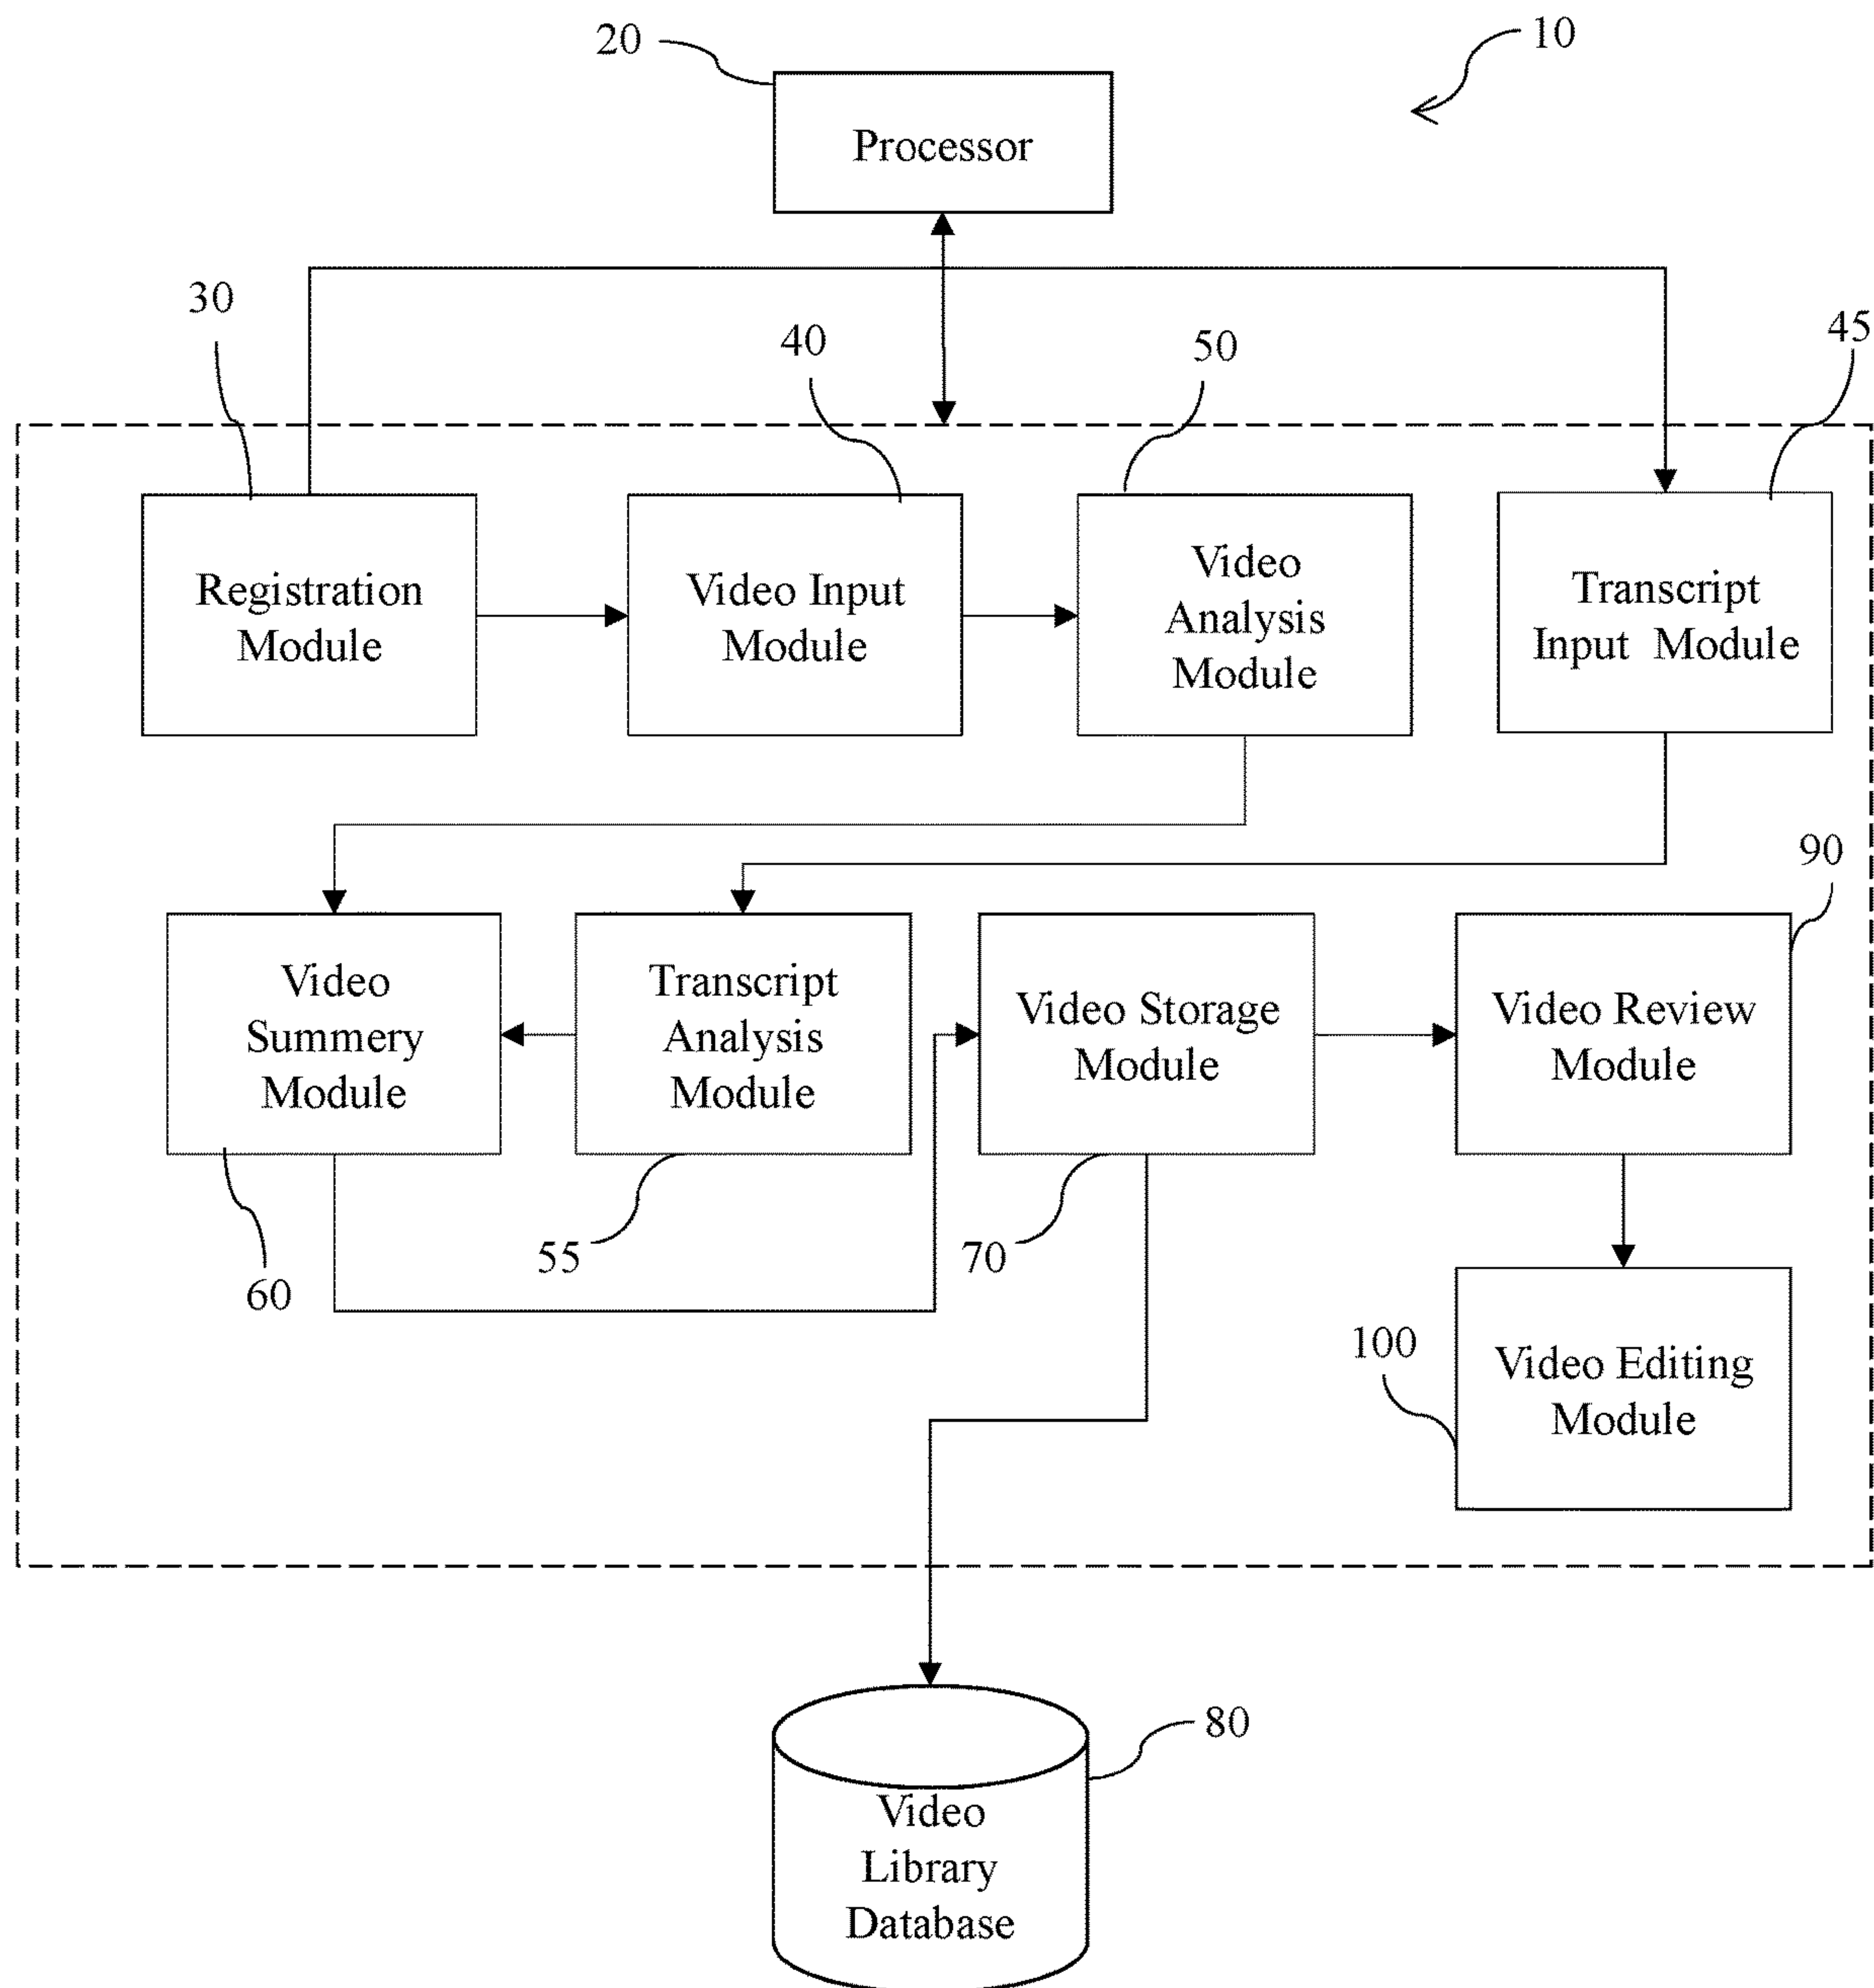 20
10
Processor
30
40
50
45
Registration
Module
Video Input
Module
Video
Analysis
Module
Transcript
Input Module
90
Video
Summery
Module
Transcript
Analysis
Module
Video Storage
Module
Video Review
Module
60
55
70
100
Video Editing
Module
80
Video
Library
Database